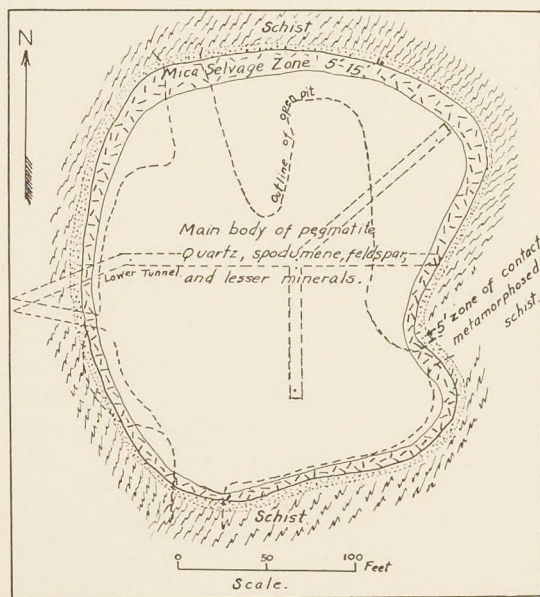 N
Schist
Mica Selvage Zone 5'-15'.
Outline of open pit
Main body of pegmatite
Quartz, spodumene, feldspar,
Lower Tunnel
and lesser minerals.
1'-5' zone of contact
metamorphosed
schist.
Schist
0 50 100 Feet
Scale.